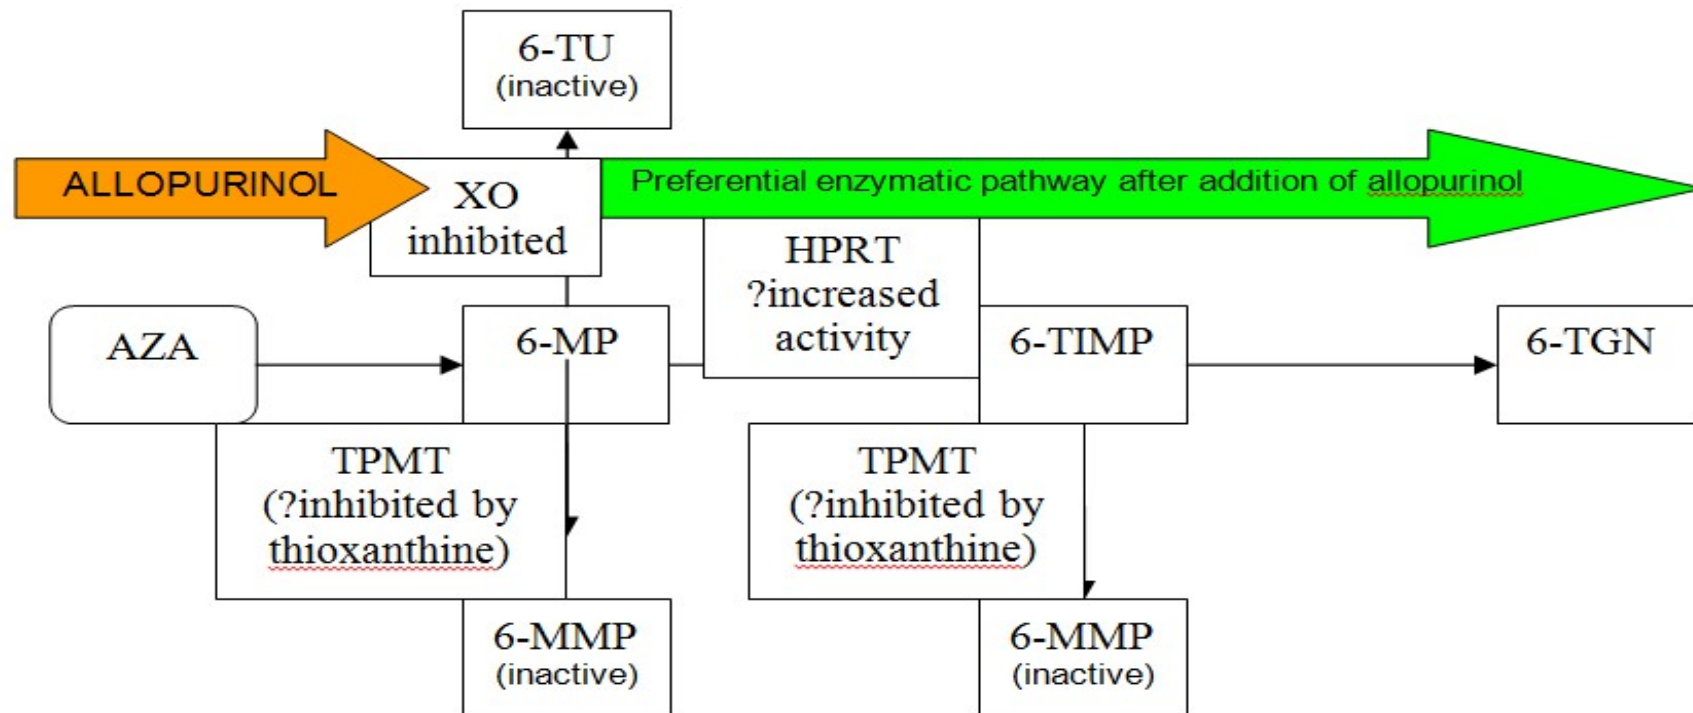 6-TU
(inactive)
ALLOPURINOL
XO
inhibited
Preferential enzymatic pathway after addition of allopurinol
HPRT
?increased
activity
AZA
6-MP
6-TIMP
6-TGN
TPMT
(?inhibited by
thioxanthine)
TPMT
(?inhibited by
thioxanthine)
6-MMP
(inactive)
6-MMP
(inactive)